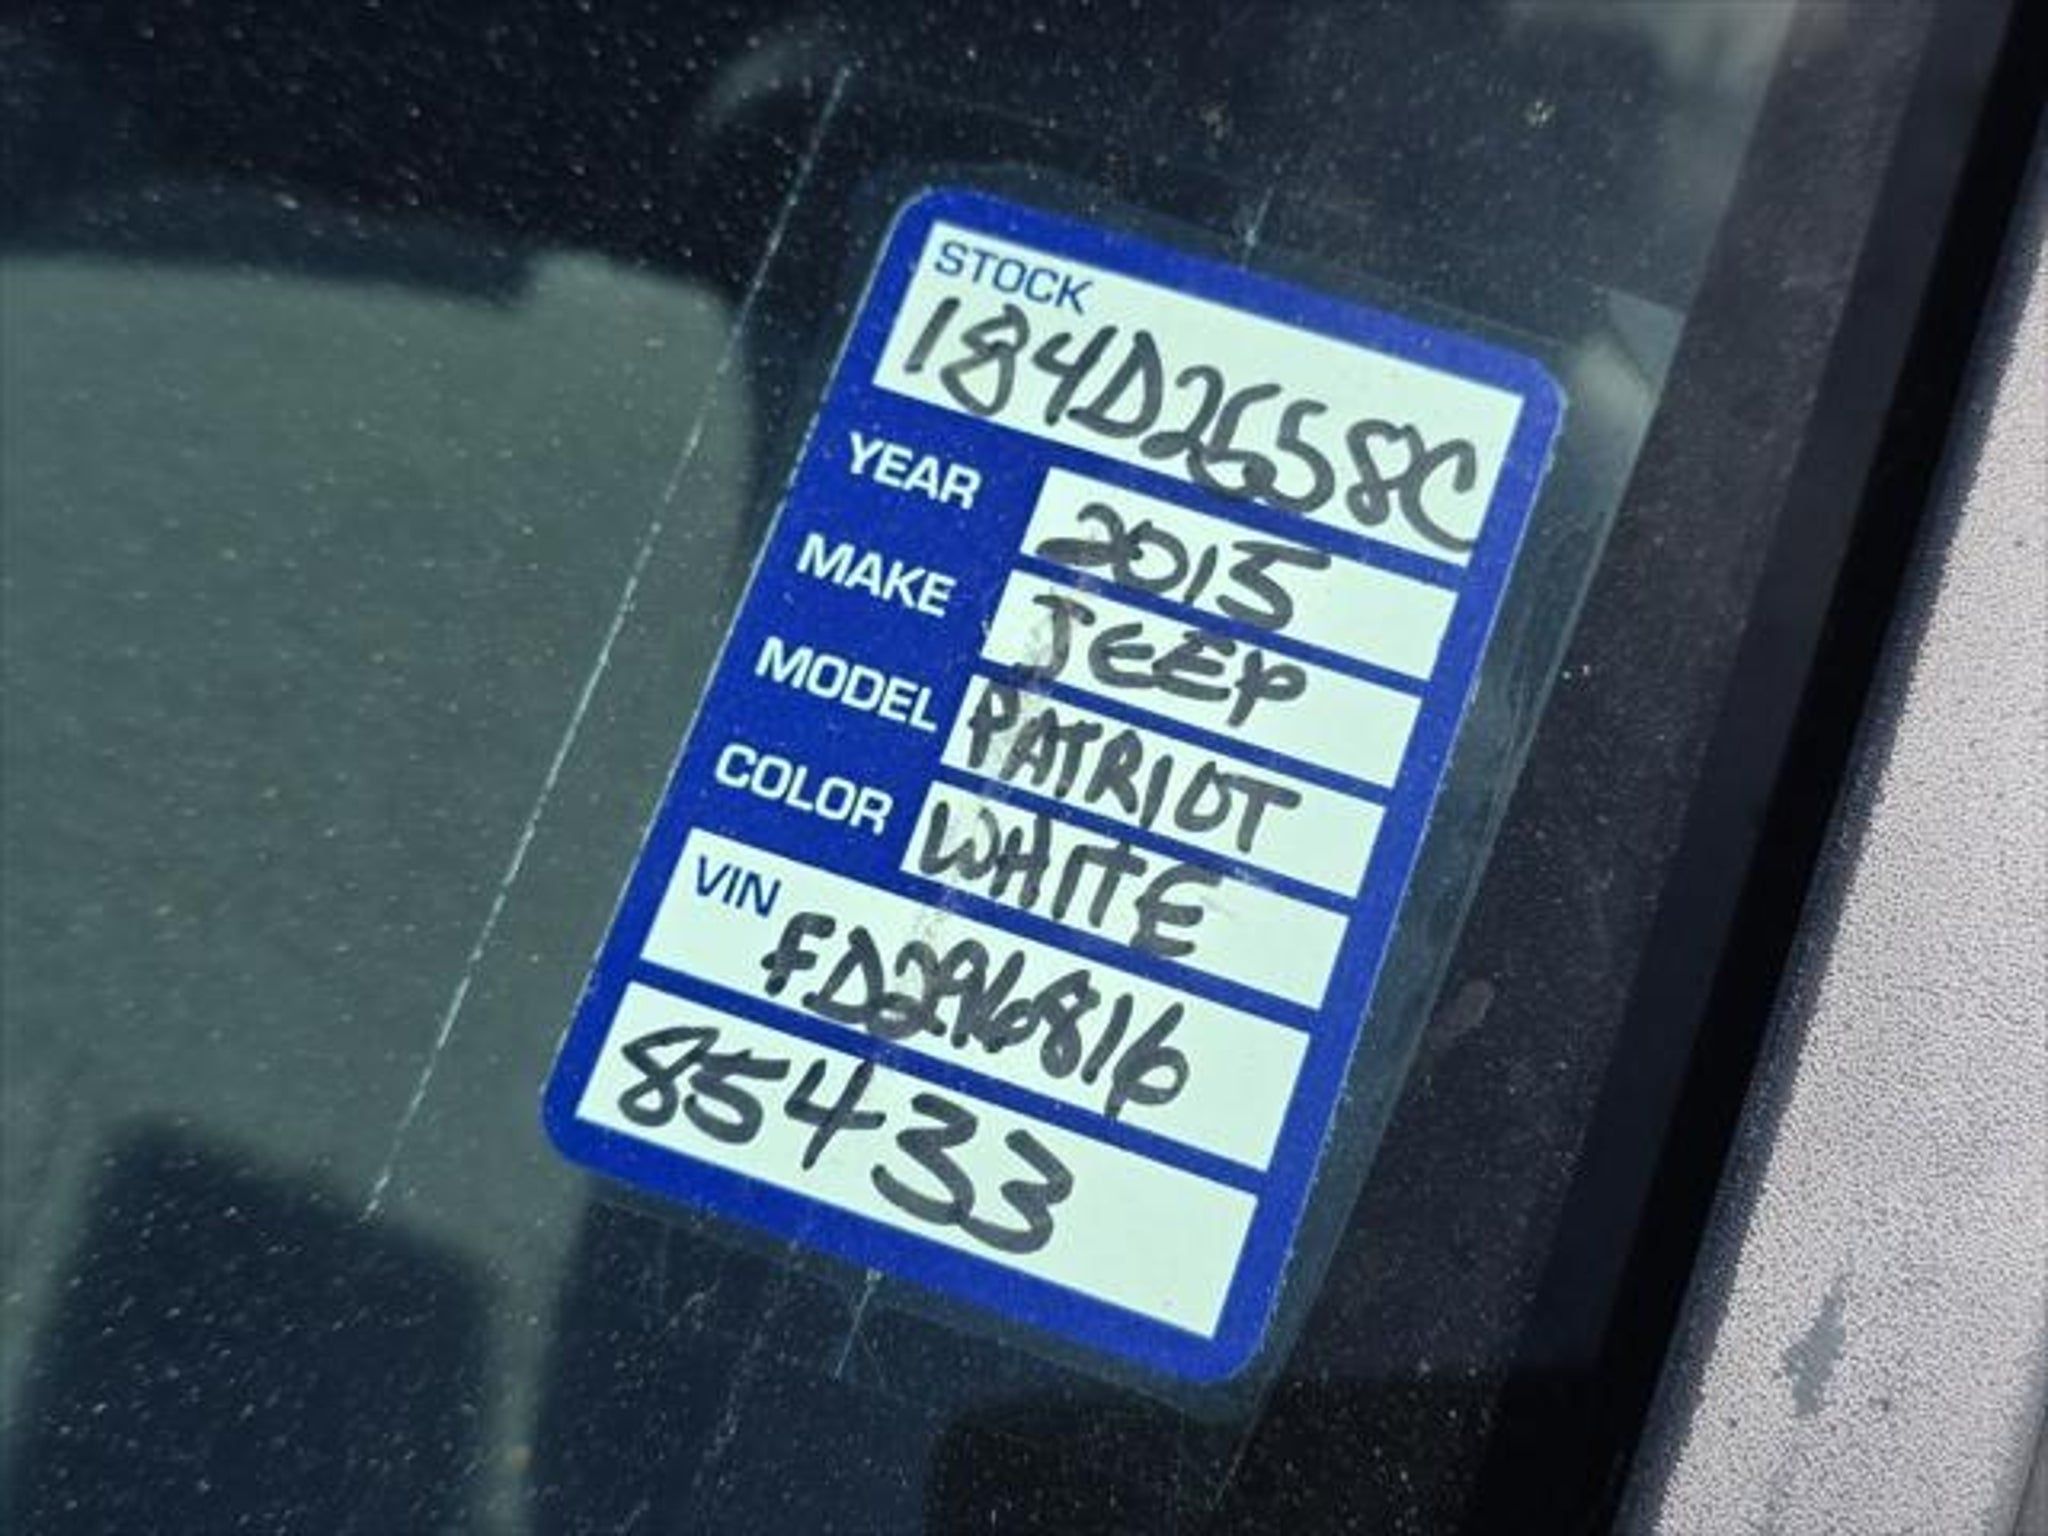 STOCK
184D2658C
YEAR 2015
MAKE JEEP
MODEL PATRIOT
COLOR WHITE
VIN
FD296816
85433